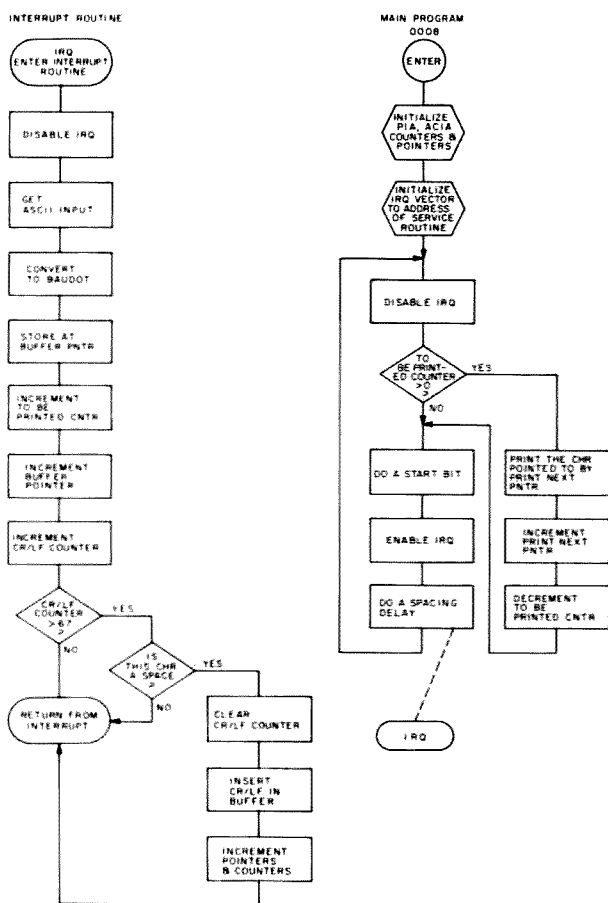 INTERRUPT ROUTINE
IRQ
ENTER INTERRUPT
ROUTINE
DISABLE IRQ
GET
ASCII INPUT
CONVERT
TO BAUDOT
STORE AT
BUFFER PNTR
INCREMENT
TO BE
PRINTED CNTR
INCREMENT
BUFFER
POINTER
INCREMENT
CR/LF COUNTER
CR/LF
COUNTER
> 67
?
YES
NO
IS
THIS CHR
A SPACE
?
YES
NO
RETURN FROM
INTERRUPT
CLEAR
CR/LF COUNTER
INSERT
CR/LF IN
BUFFER
INCREMENT
POINTERS
& COUNTERS
MAIN PROGRAM
0008
ENTER
INITIALIZE
PIA, ACIA
COUNTERS &
POINTERS
INITIALIZE
IRQ VECTOR
TO ADDRESS
OF SERVICE
ROUTINE
DISABLE IRQ
TO
BE PRINT-
ED COUNTER
>0
?
YES
NO
DO A START BIT
ENABLE IRQ
DO A SPACING
DELAY
PRINT THE CHR
POINTED TO BY
PRINT NEXT
PNTR
INCREMENT
PRINT NEXT
PNTR
DECREMENT
TO BE
PRINTED CNTR
IRQ